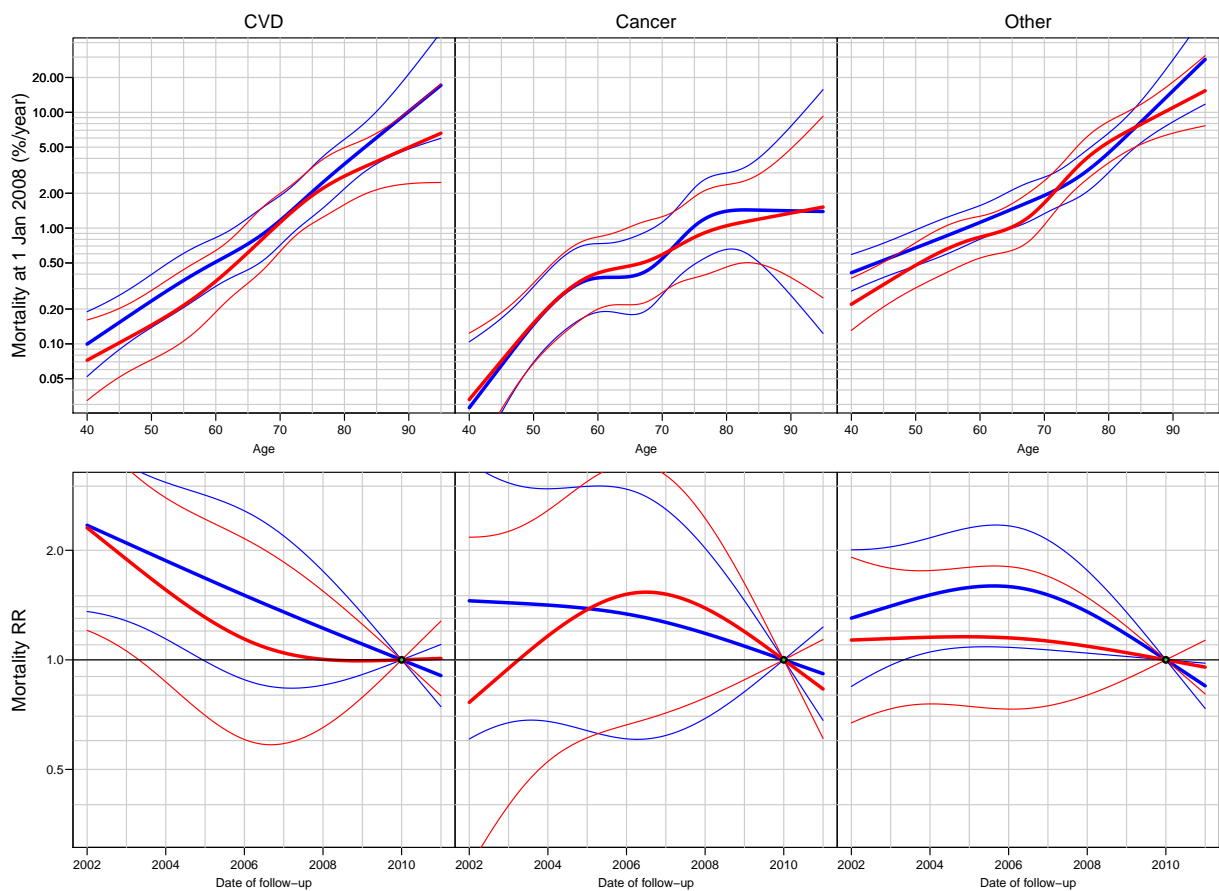 CVD Cancer Other
Mortality at 1 Jan 2008 (%/year)
20.00
10.00
5.00
2.00
1.00
0.50
0.20
0.10
0.05
40 50 60 70 80 90 40 50 60 70 80 90 40 50 60 70 80 90
Age Age Age
Mortality RR
2.0
1.0
0.5
2002 2004 2006 2008 2010 2002 2004 2006 2008 2010 2002 2004 2006 2008 2010
Date of follow−up Date of follow−up Date of follow−up